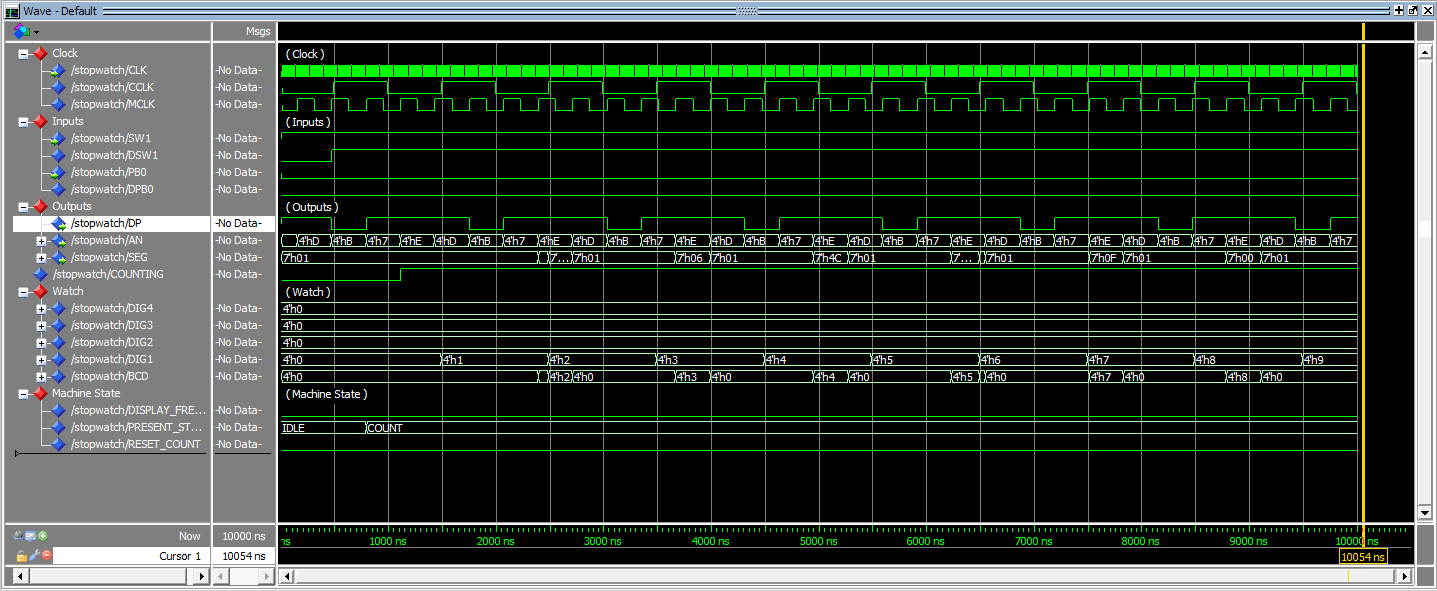 Wave - Default
Msgs
Clock
(Clock)
/stopwatch/CLK -No Data-
/stopwatch/CCLK -No Data-
/stopwatch/MCLK -No Data-
Inputs
(Inputs)
/stopwatch/SW1 -No Data-
/stopwatch/DSW1 -No Data-
/stopwatch/PB0 -No Data-
/stopwatch/DPB0 -No Data-
Outputs
(Outputs)
/stopwatch/DP -No Data-
/stopwatch/AN -No Data- 4'hD 4'hB 4'h7 4'hE 4'hD 4'hB 4'h7 4'hE 4'hD 4'hB 4'h7 4'hE 4'hD 4'hB 4'h7 4'hE 4'hD 4'hB 4'h7 4'hE 4'hD 4'hB 4'h7 4'hE 4'hD 4'hB 4'h7 4'hE 4'hD 4'hB 4'h7
/stopwatch/SEG -No Data- 7'h01 7... 7'h01 7'h06 7'h01 7'h4C 7'h01 7... 7'h01 7'h0F 7'h01 7'h00 7'h01
/stopwatch/COUNTING -No Data-
Watch
(Watch)
/stopwatch/DIG4 -No Data- 4'h0
/stopwatch/DIG3 -No Data- 4'h0
/stopwatch/DIG2 -No Data- 4'h0
/stopwatch/DIG1 -No Data- 4'h0 4'h1 4'h2 4'h3 4'h4 4'h5 4'h6 4'h7 4'h8 4'h9
/stopwatch/BCD -No Data- 4'h0 4'h2 4'h0 4'h3 4'h0 4'h4 4'h0 4'h5 4'h0 4'h7 4'h0 4'h8 4'h0
Machine State
(Machine State)
/stopwatch/DISPLAY_FRE... -No Data-
/stopwatch/PRESENT_ST... -No Data- IDLE COUNT
/stopwatch/RESET_COUNT -No Data-
Now 10000 ns
ns 1000 ns 2000 ns 3000 ns 4000 ns 5000 ns 6000 ns 7000 ns 8000 ns 9000 ns 10000 ns
Cursor 1 10054 ns
10054 ns